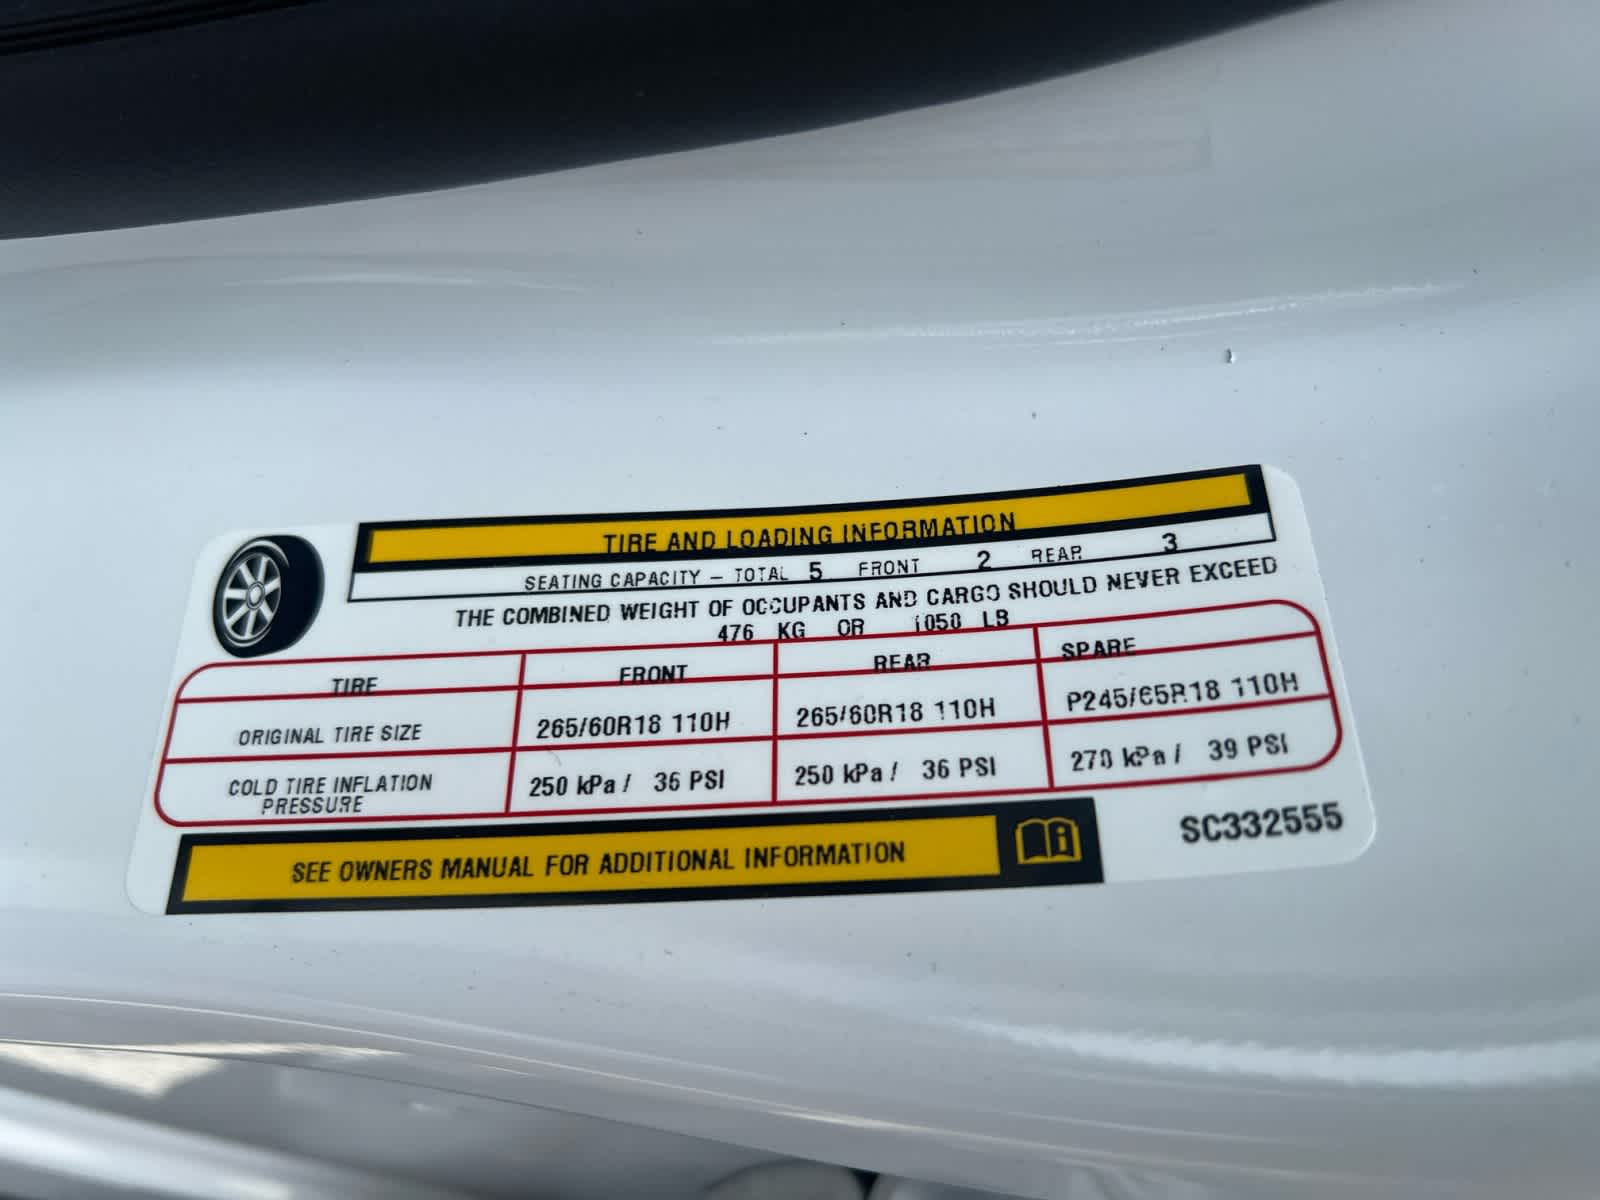 TIRE AND LOADING INFORMATION
SEATING CAPACITY – TOTAL 5 FRONT 2 REAR 3
THE COMBINED WEIGHT OF OCCUPANTS AND CARGO SHOULD NEVER EXCEED
476 KG OR 1050 LB
TIRE FRONT REAR SPARE
ORIGINAL TIRE SIZE 265/60R18 110H 265/60R18 110H P245/65R18 110H
COLD TIRE INFLATION PRESSURE 250 kPa / 36 PSI 250 kPa / 36 PSI 270 kPa / 39 PSI
SEE OWNERS MANUAL FOR ADDITIONAL INFORMATION
SC332555